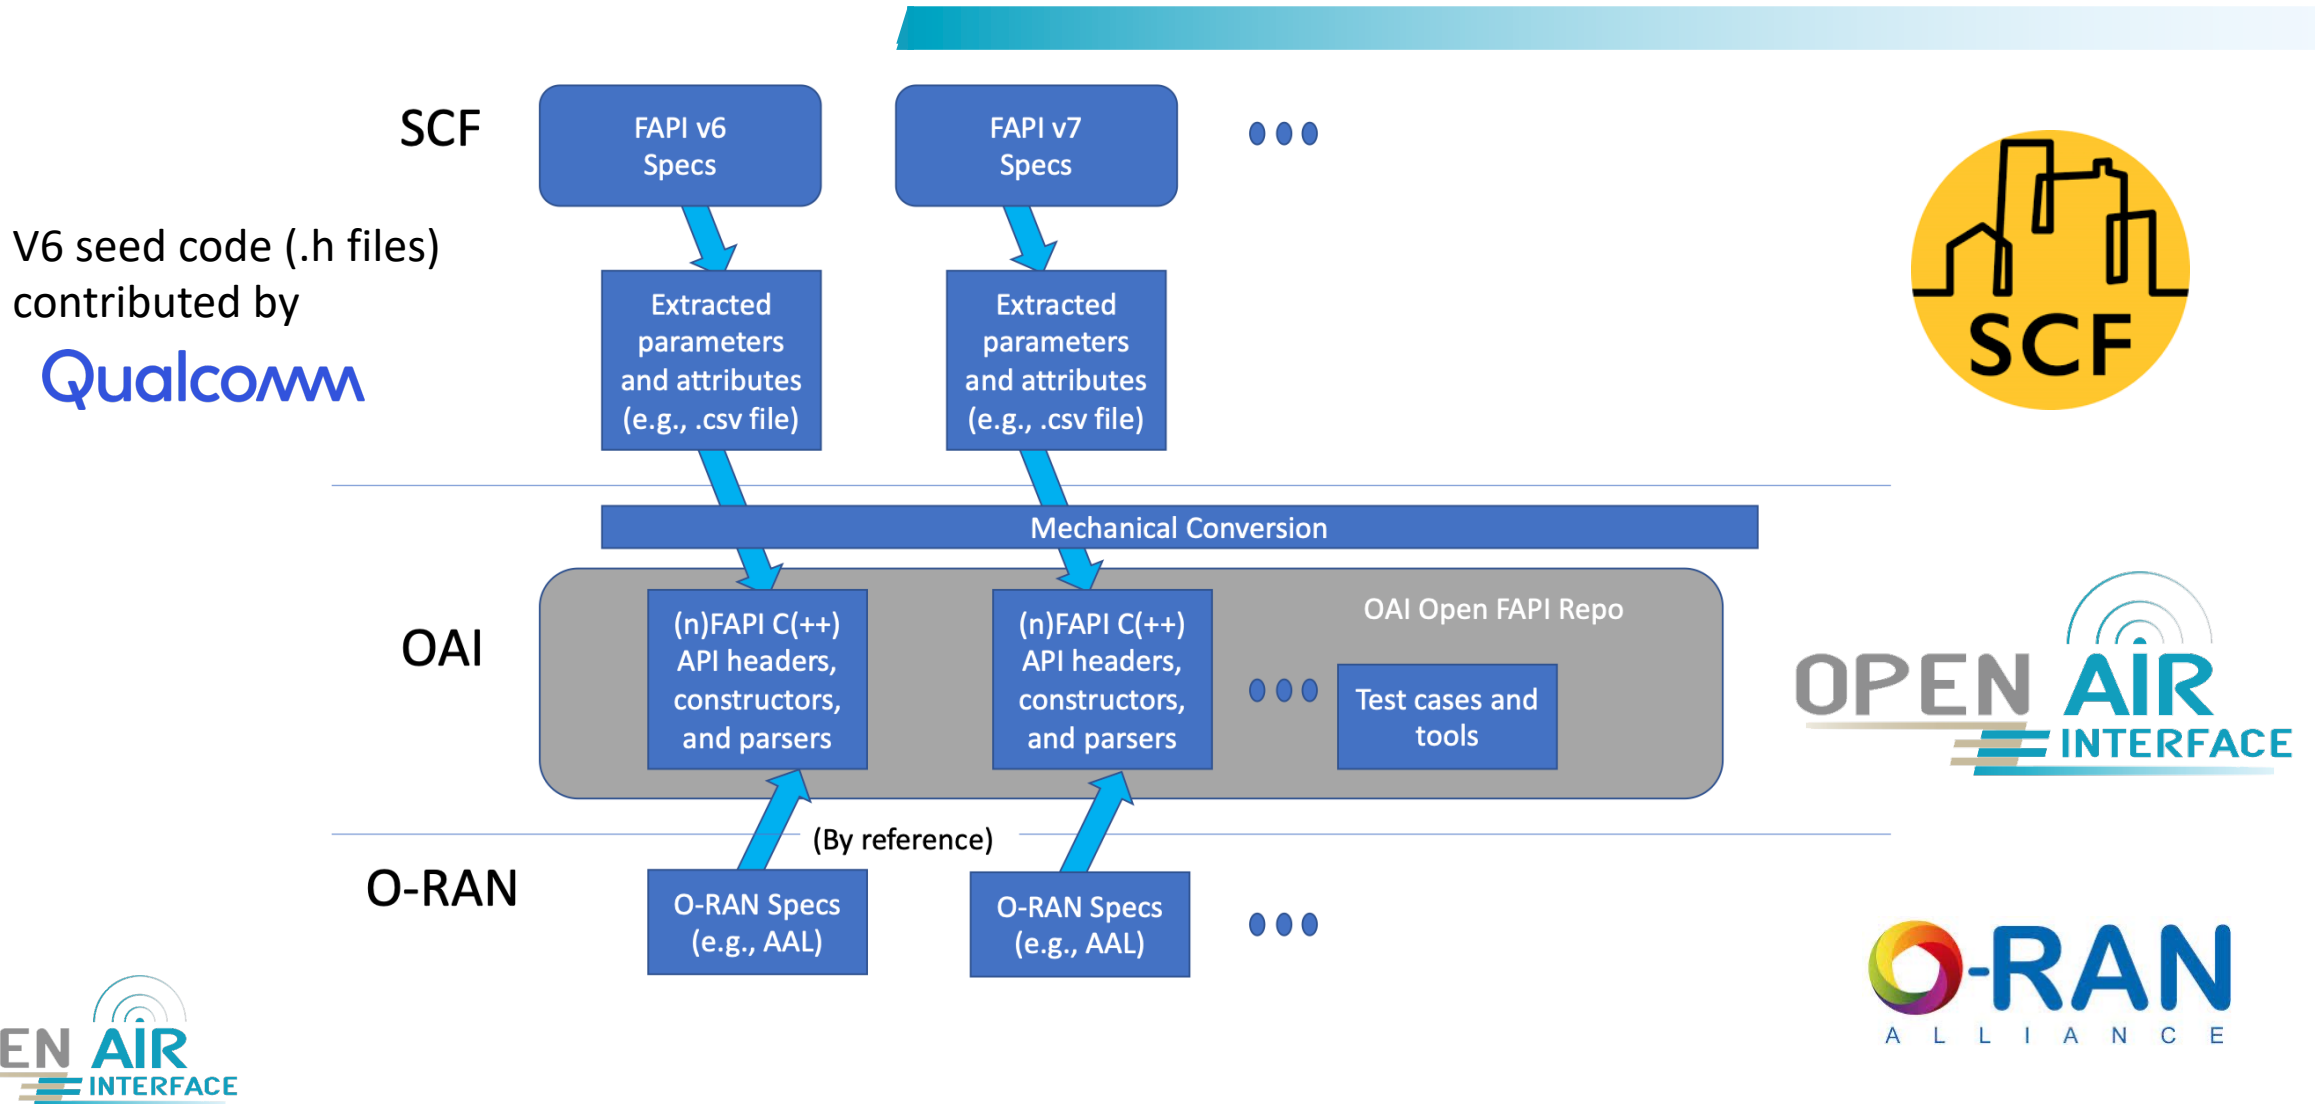 SCF
FAPI v6
Specs
FAPI v7
Specs
V6 seed code (.h files)
contributed by
Qualcomm
Extracted
parameters
and attributes
(e.g., .csv file)
Extracted
parameters
and attributes
(e.g., .csv file)
SCF
Mechanical Conversion
OAI
OAI Open FAPI Repo
(n)FAPI C(++)
API headers,
constructors,
and parsers
(n)FAPI C(++)
API headers,
constructors,
and parsers
Test cases and
tools
OPEN AIR
INTERFACE
(By reference)
O-RAN
O-RAN Specs
(e.g., AAL)
O-RAN Specs
(e.g., AAL)
O-RAN
ALLIANCE
EN AIR
INTERFACE